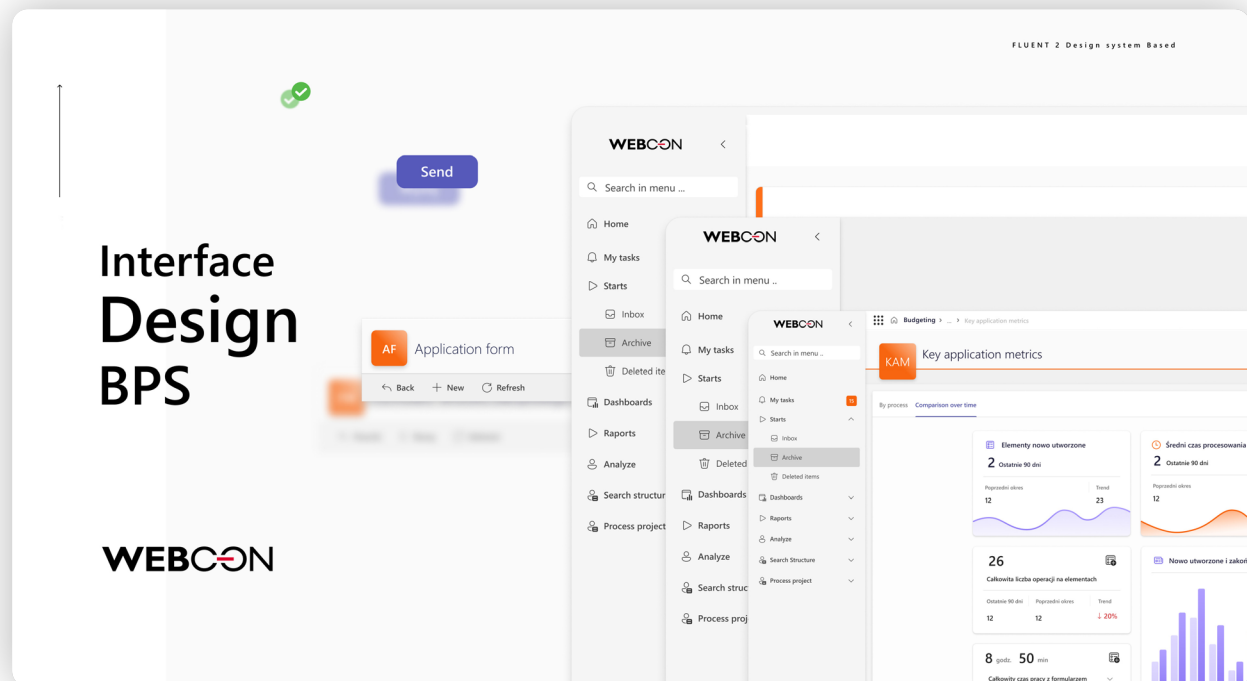 FLUENT 2 Design system Based
Interface
Design
BPS
WEBCON
Send
AF Application form
Back New Refresh
WEBCON
Search in menu ...
Home
My tasks
Starts
Inbox
Archive
Deleted ite
Dashboards
Raports
Analyze
Search structur
Process project
WEBCON
Search in menu ..
Home
My tasks
Starts
Inbox
Archive
Deleted
Dashboards
Raports
Analyze
Search struc
Process proj
WEBCON
Search in menu ..
Home
My tasks
Starts
Inbox
Archive
Deleted items
Dashboards
Raports
Analyze
Search Structure
Process project
Budgeting > ... > Key application metrics
KAM Key application metrics
By process Comparison over time
Elementy nowo utworzone
2 Ostatnie 90 dni
Poprzedni okres Trend
12 23
Średni czas procesowania
2 Ostatnie 90 dni
Poprzedni okres
12
26
Całkowita liczba operacji na elementach
Ostatnie 90 dni Poprzedni okres Trend
12 12 ↓ 20%
Nowo utworzone i zakoń
8 godz. 50 min
Całkowity czas pracy z formularzem